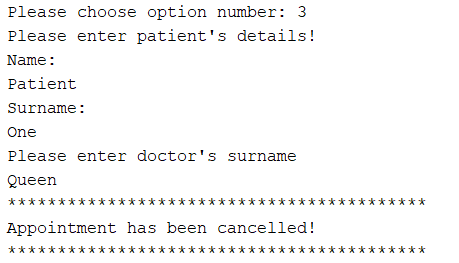 Please choose option number: 3
Please enter patient's details!
Name:
Patient
Surname:
One
Please enter doctor's surname
Queen
******************************************
Appointment has been cancelled!
******************************************